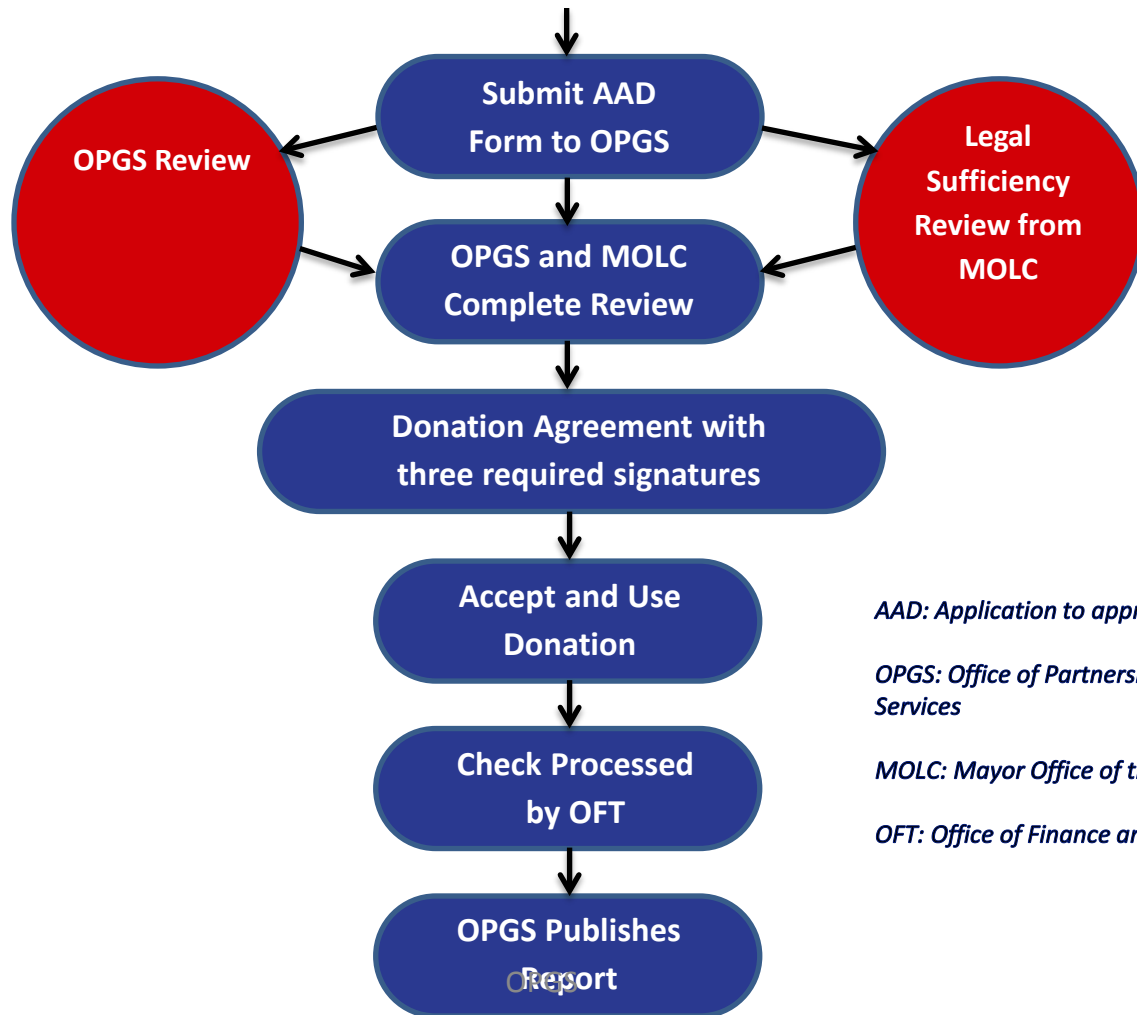 Submit AAD
Form to OPGS
OPGS Review
Legal
Sufficiency
Review from
MOLC
OPGS and MOLC
Complete Review
Donation Agreement with
three required signatures
Accept and Use
Donation
AAD: Application to appr
OPGS: Office of Partners
Services
MOLC: Mayor Office of t
Check Processed
by OFT
OFT: Office of Finance a
OPGS Publishes
Report
OPGS